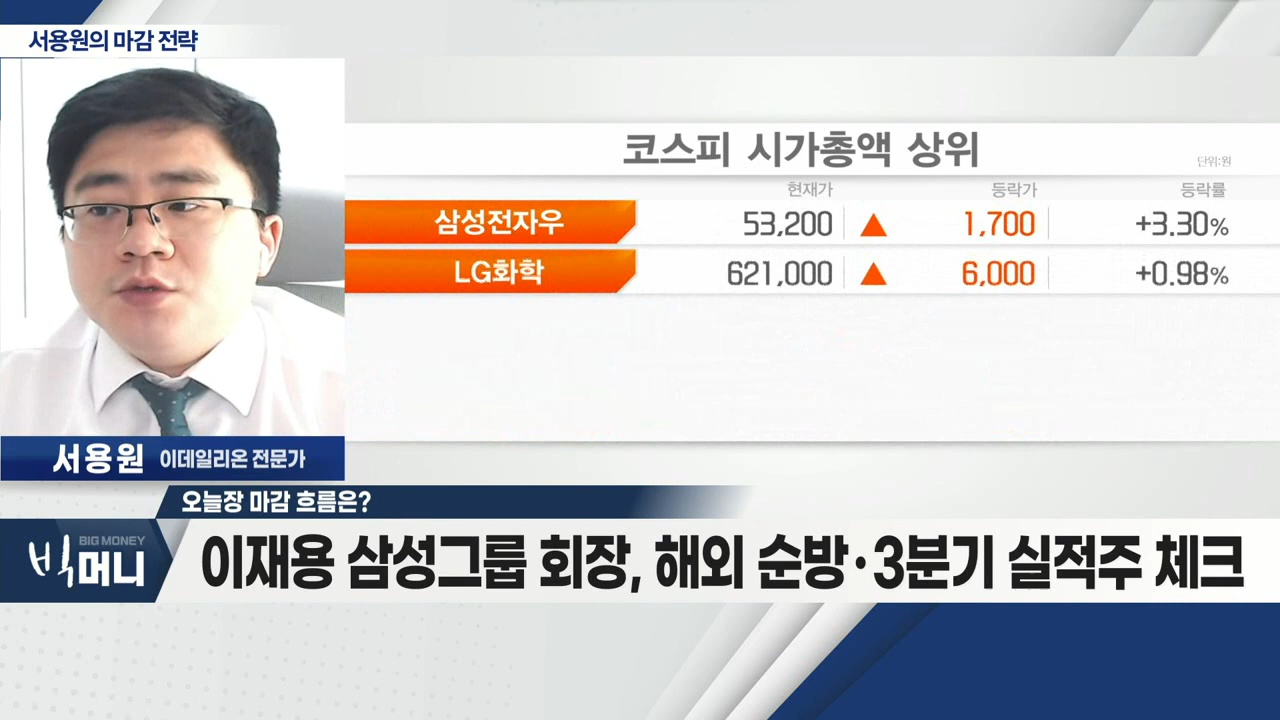 서용원의 마감 전략
코스피 시가총액 상위
단위:원
현재가 등락가 등락률
삼성전자우 53,200 ▲ 1,700 +3.30%
LG화학 621,000 ▲ 6,000 +0.98%
서용원 이데일리온 전문가
오늘장 마감 흐름은?
BIG MONEY
빅머니
이재용 삼성그룹 회장, 해외 순방·3분기 실적주 체크